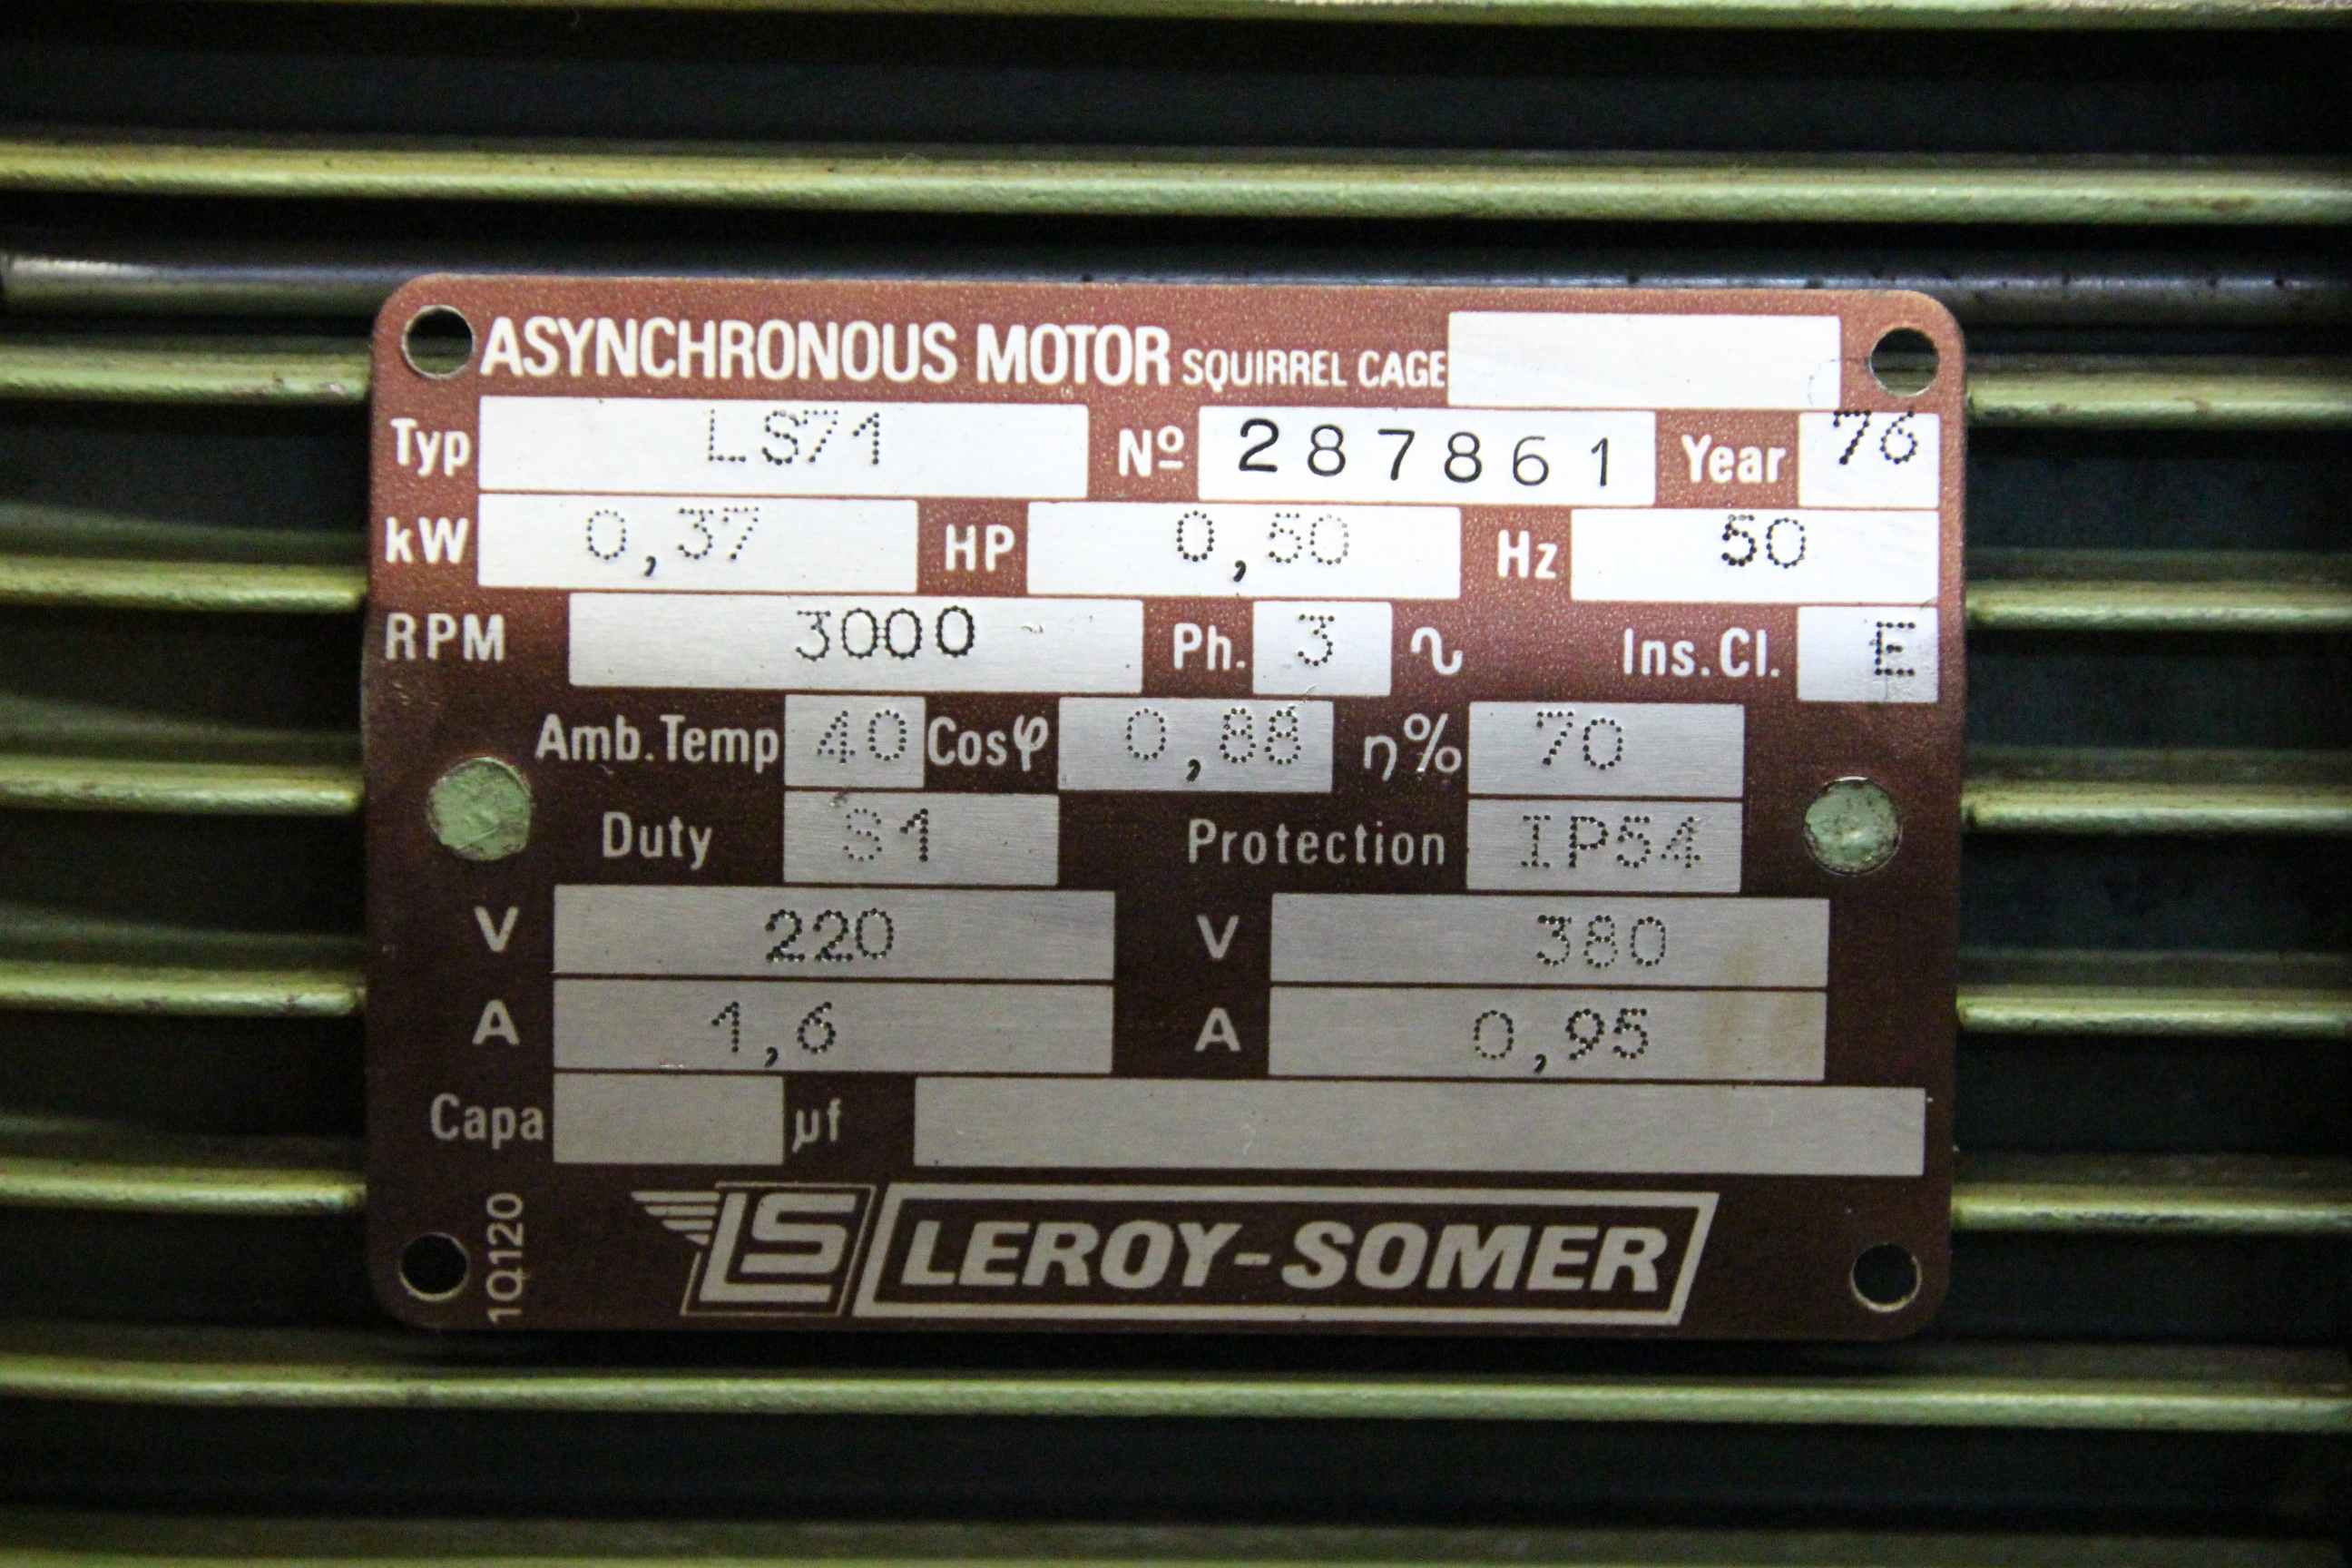 ASYNCHRONOUS MOTOR SQUIRREL CAGE
Typ LS71 Nº 287861 Year 76
kW 0,37 HP 0,50 Hz 50
RPM 3000 Ph. 3 ∿ Ins.Cl. E
Amb.Temp 40 Cosφ 0,88 η% 70
Duty S1 Protection IP54
V 220 V 380
A 1,6 A 0,95
Capa µf
1Q120
LS LEROY-SOMER